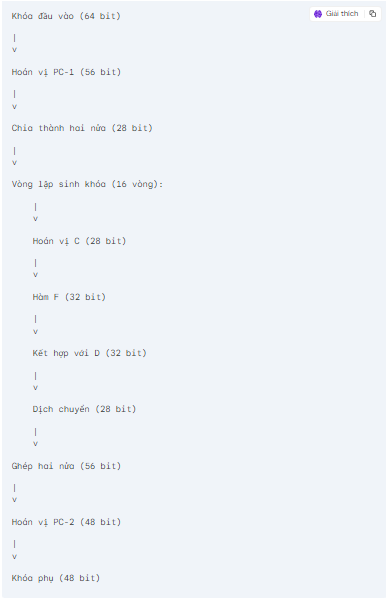 Khóa đầu vào (64 bit)
Giải thích
|
v
Hoán vị PC-1 (56 bit)
|
v
Chia thành hai nửa (28 bit)
|
v
Vòng lặp sinh khóa (16 vòng):
|
v
Hoán vị C (28 bit)
|
v
Hàm F (32 bit)
|
v
Kết hợp với D (32 bit)
|
v
Dịch chuyển (28 bit)
|
v
Ghép hai nửa (56 bit)
|
v
Hoán vị PC-2 (48 bit)
|
v
Khóa phụ (48 bit)